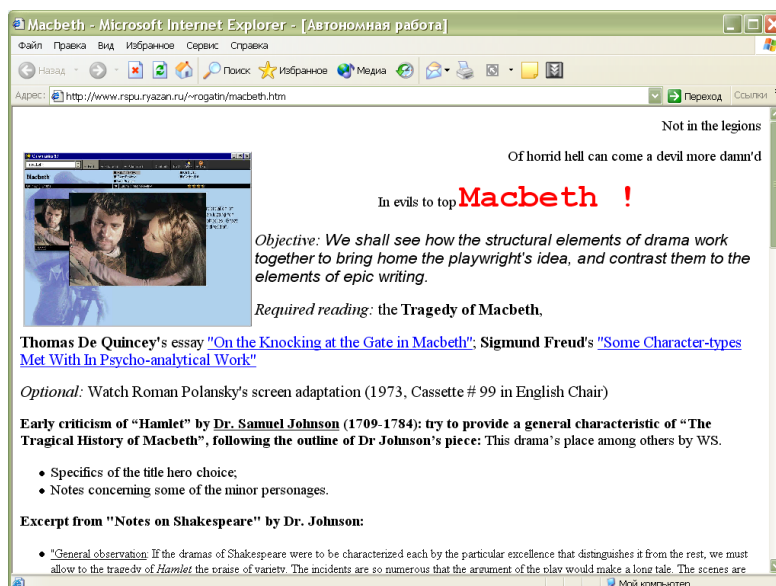 Macbeth - Microsoft Internet Explorer - [Автономная работа]
Файл Правка Вид Избранное Сервис Справка
Назад Поиск Избранное Медиа
Адрес: http://www.rspu.ryazan.ru/~rogatin/macbeth.htm Переход Ссылки
Not in the legions
Of horrid hell can come a devil more damn'd
In evils to top Macbeth !
Macbeth
Objective: We shall see how the structural elements of drama work
together to bring home the playwright's idea, and contrast them to the
elements of epic writing.
Required reading: the Tragedy of Macbeth,
Thomas De Quincey's essay "On the Knocking at the Gate in Macbeth"; Sigmund Freud's "Some Character-types
Met With In Psycho-analytical Work"
Optional: Watch Roman Polansky's screen adaptation (1973, Cassette # 99 in English Chair)
Early criticism of “Hamlet” by Dr. Samuel Johnson (1709-1784): try to provide a general characteristic of “The
Tragical History of Macbeth”, following the outline of Dr Johnson’s piece: This drama’s place among others by WS.
• Specifics of the title hero choice;
• Notes concerning some of the minor personages.
Excerpt from "Notes on Shakespeare" by Dr. Johnson:
• "General observation: If the dramas of Shakespeare were to be characterized each by the particular excellence that distinguishes it from the rest, we must
allow to the tragedy of Hamlet the praise of variety. The incidents are so numerous that the argument of the play would make a long tale. The scenes are
Мой компьютер